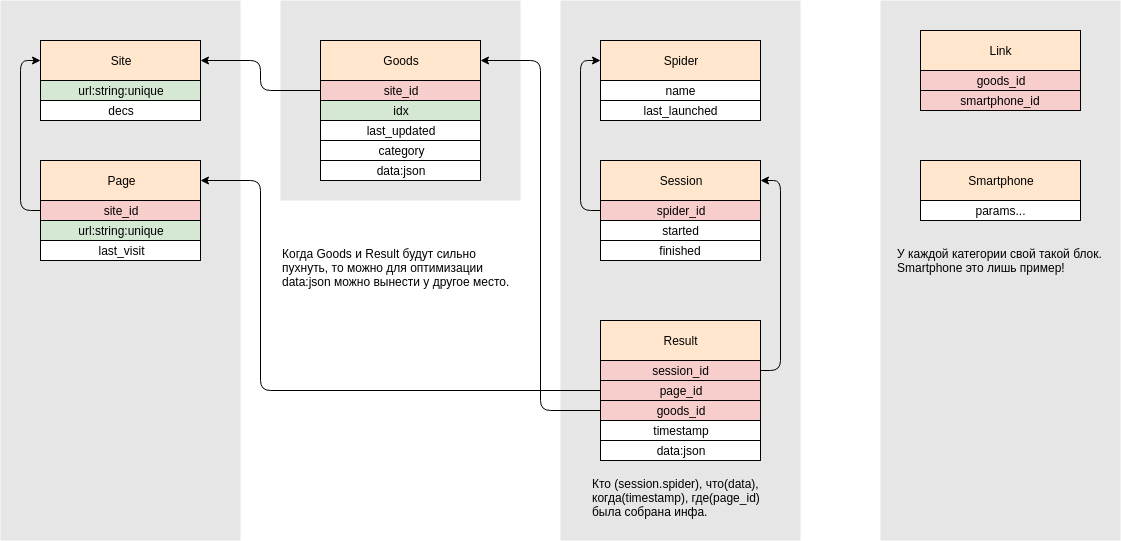 Site
url:string:unique
decs
Page
site_id
url:string:unique
last_visit
Goods
site_id
idx
last_updated
category
data:json
Когда Goods и Result будут сильно
пухнуть, то можно для оптимизации
data:json можно вынести у другое место.
Spider
name
last_launched
Session
spider_id
started
finished
Result
session_id
page_id
goods_id
timestamp
data:json
Кто (session.spider), что(data),
когда(timestamp), где(page_id)
была собрана инфа.
Link
goods_id
smartphone_id
Smartphone
params...
У каждой категории свой такой блок.
Smartphone это лишь пример!